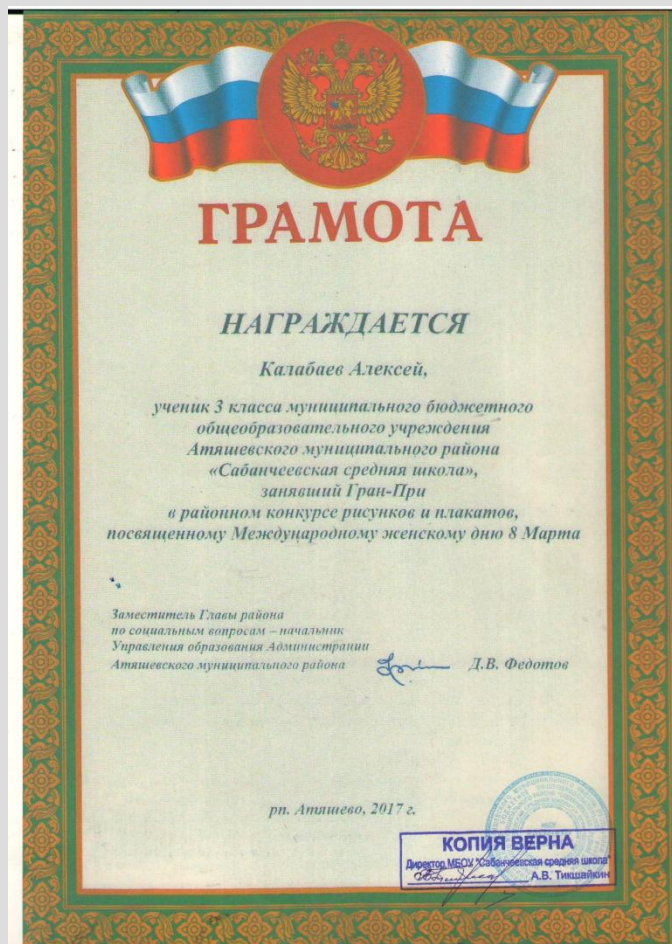 ГРАМОТА
НАГРАЖДАЕТСЯ
Калабаев Алексей,
ученик 3 класса муниципального бюджетного
общеобразовательного учреждения
Атяшевского муниципального района
«Сабанчеевская средняя школа»,
занявший Гран-При
в районном конкурсе рисунков и плакатов,
посвященному Международному женскому дню 8 Марта
Заместитель Главы района
по социальным вопросам – начальник
Управления образования Администрации
Атяшевского муниципального района Д.В. Федотов
рп. Атяшево, 2017 г.
КОПИЯ ВЕРНА
Директор МБОУ "Сабанчеевская средняя школа"
А.В. Тикшайкин